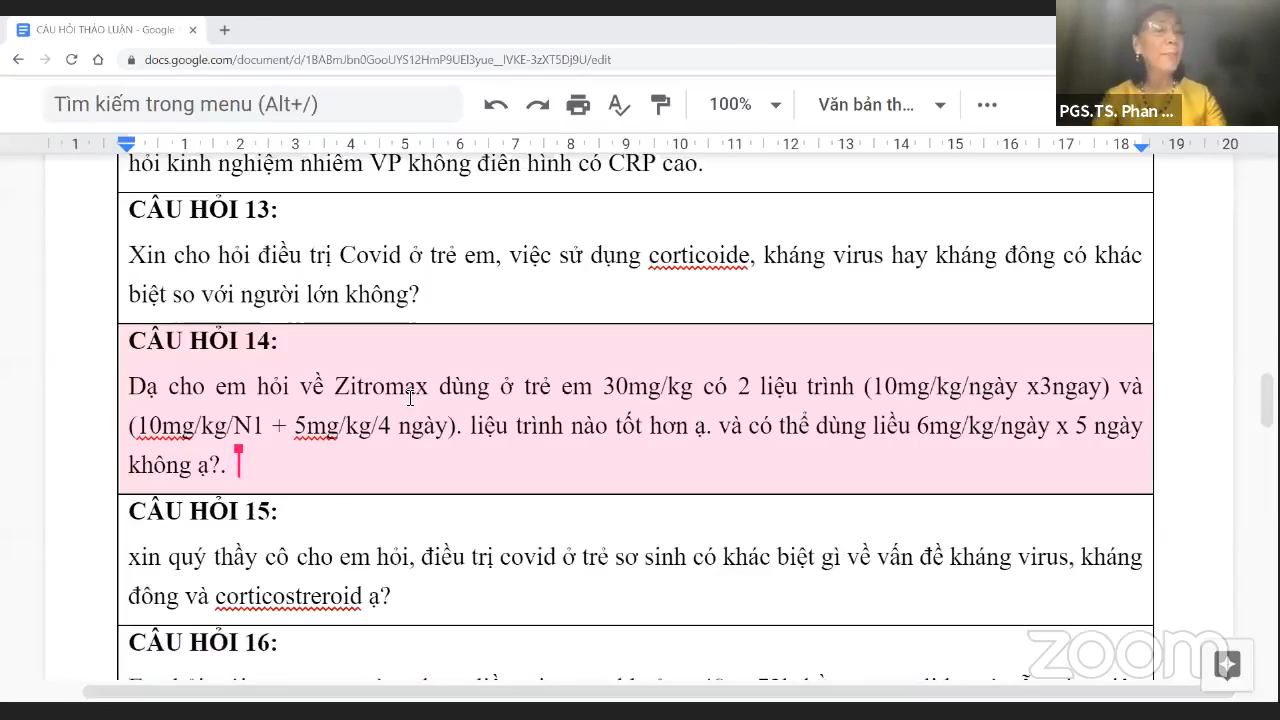 CÂU HỎI THẢO LUẬN - Google
docs.google.com/document/d/1BABmJbn0GooUYS12HmP9UEl3yue_lVKE-3zXT5Dj9U/edit
Tìm kiếm trong menu (Alt+/)
100%
Văn bản th...
PGS.TS. Phan ...
1 1 2 3 4 5 6 7 8 9 10 11 12 13 14 15 16 17 18 19 20
hỏi kinh nghiệm nhiễm VP không điển hình có CRP cao.
CÂU HỎI 13:
Xin cho hỏi điều trị Covid ở trẻ em, việc sử dụng corticoide, kháng virus hay kháng đông có khác
biệt so với người lớn không?
CÂU HỎI 14:
Dạ cho em hỏi về Zitromax dùng ở trẻ em 30mg/kg có 2 liệu trình (10mg/kg/ngày x3ngay) và
(10mg/kg/N1 + 5mg/kg/4 ngày). liệu trình nào tốt hơn ạ. và có thể dùng liều 6mg/kg/ngày x 5 ngày
không ạ?.
CÂU HỎI 15:
xin quý thầy cô cho em hỏi, điều trị covid ở trẻ sơ sinh có khác biệt gì về vấn đề kháng virus, kháng
đông và corticostreroid ạ?
CÂU HỎI 16:
zoom